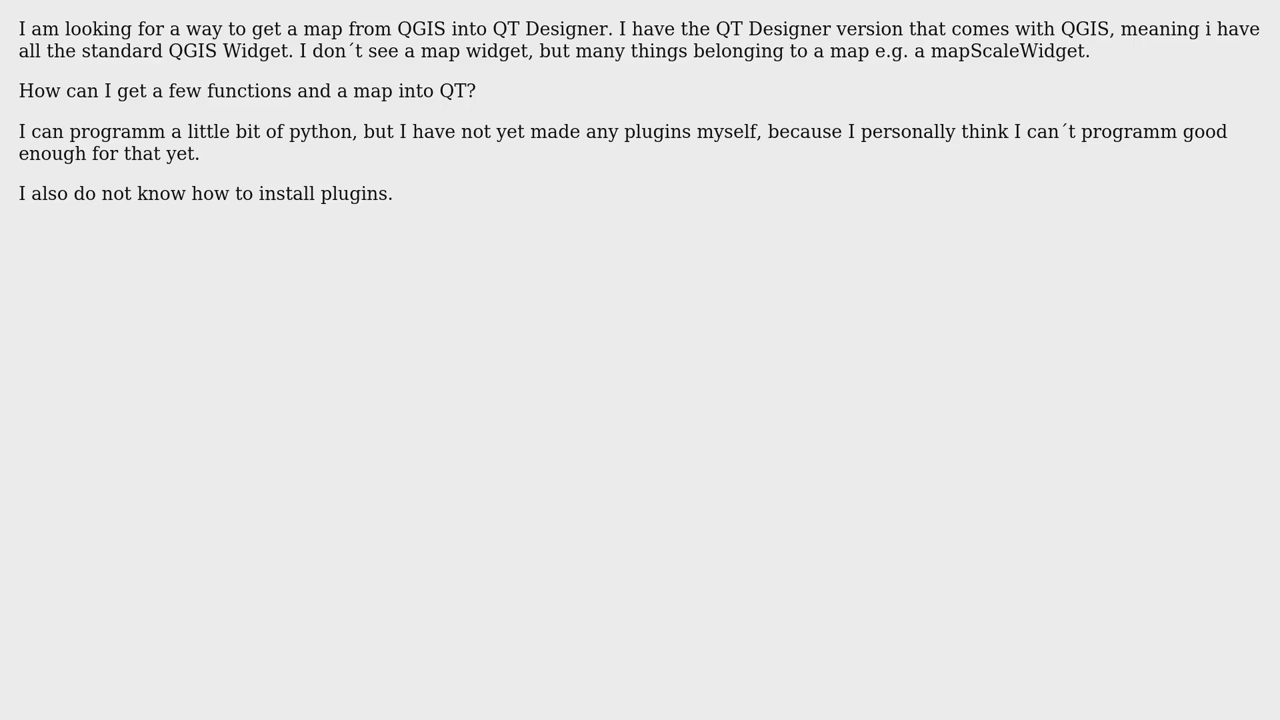 I am looking for a way to get a map from QGIS into QT Designer. I have the QT Designer version that comes with QGIS, meaning i have
all the standard QGIS Widget. I don´t see a map widget, but many things belonging to a map e.g. a mapScaleWidget.
How can I get a few functions and a map into QT?
I can programm a little bit of python, but I have not yet made any plugins myself, because I personally think I can´t programm good
enough for that yet.
I also do not know how to install plugins.